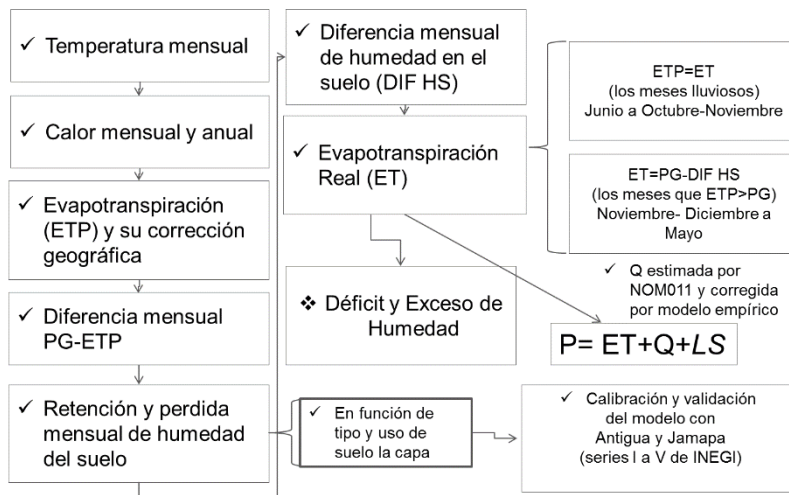 ✓ Temperatura mensual
✓ Calor mensual y anual
✓ Evapotranspiración
(ETP) y su corrección
geográfica
✓ Diferencia mensual
PG-ETP
✓ Retención y perdida
mensual de humedad
del suelo
✓ Diferencia mensual
de humedad en el
suelo (DIF HS)
✓ Evapotranspiración
Real (ET)
❖ Déficit y Exceso de
Humedad
✓ En función de
tipo y uso de
suelo la capa
ETP=ET
(los meses lluviosos)
Junio a Octubre-Noviembre
ET=PG-DIF HS
(los meses que ETP>PG)
Noviembre- Diciembre a
Mayo
✓ Q estimada por
NOM011 y corregida
por modelo empírico
P= ET+Q+LS
✓ Calibración y validación
del modelo con
Antigua y Jamapa
(series I a V de INEGI)